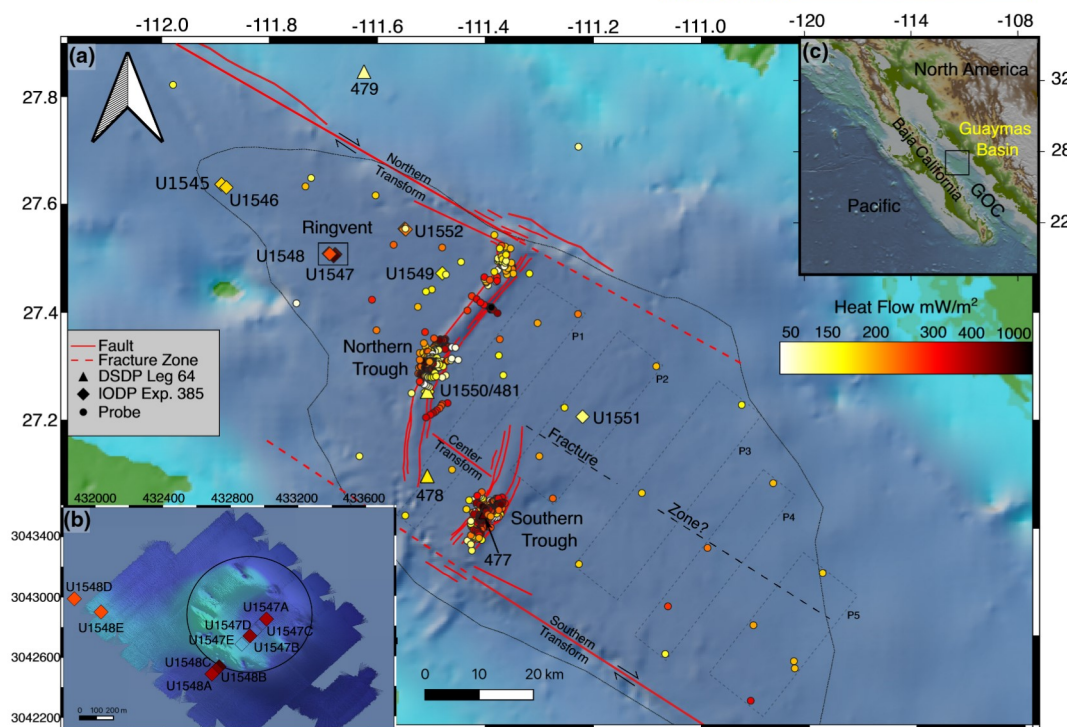 -112.0 -111.8 -111.6 -111.4 -111.2 -111.0 -120 -114 -108
(a)
479
27.8
27.6
27.4
27.2
Northern
Transform
U1545
U1546
Ringvent
U1552
U1548
U1547
U1549
Fault
Fracture Zone
DSDP Leg 64
IODP Exp. 385
Probe
Northern
Trough
U1550/481
U1551
Center
Transform
478
Fracture
Zone?
Southern
Trough
477
Southern
Transform
P1
P2
P3
P4
P5
0 10 20 km
(c)
North America
32
Guaymas
Basin
28
Baja California
GOC
Pacific
22
Heat Flow mW/m²
50 150 200 300 400 1000
432000 432400 432800 433200 433600
(b)
3043400
3043000
3042600
3042200
U1548D
U1548E
U1547A
U1547D
U1547C
U1547E
U1547B
U1548C
U1548B
U1548A
0 100 200 m